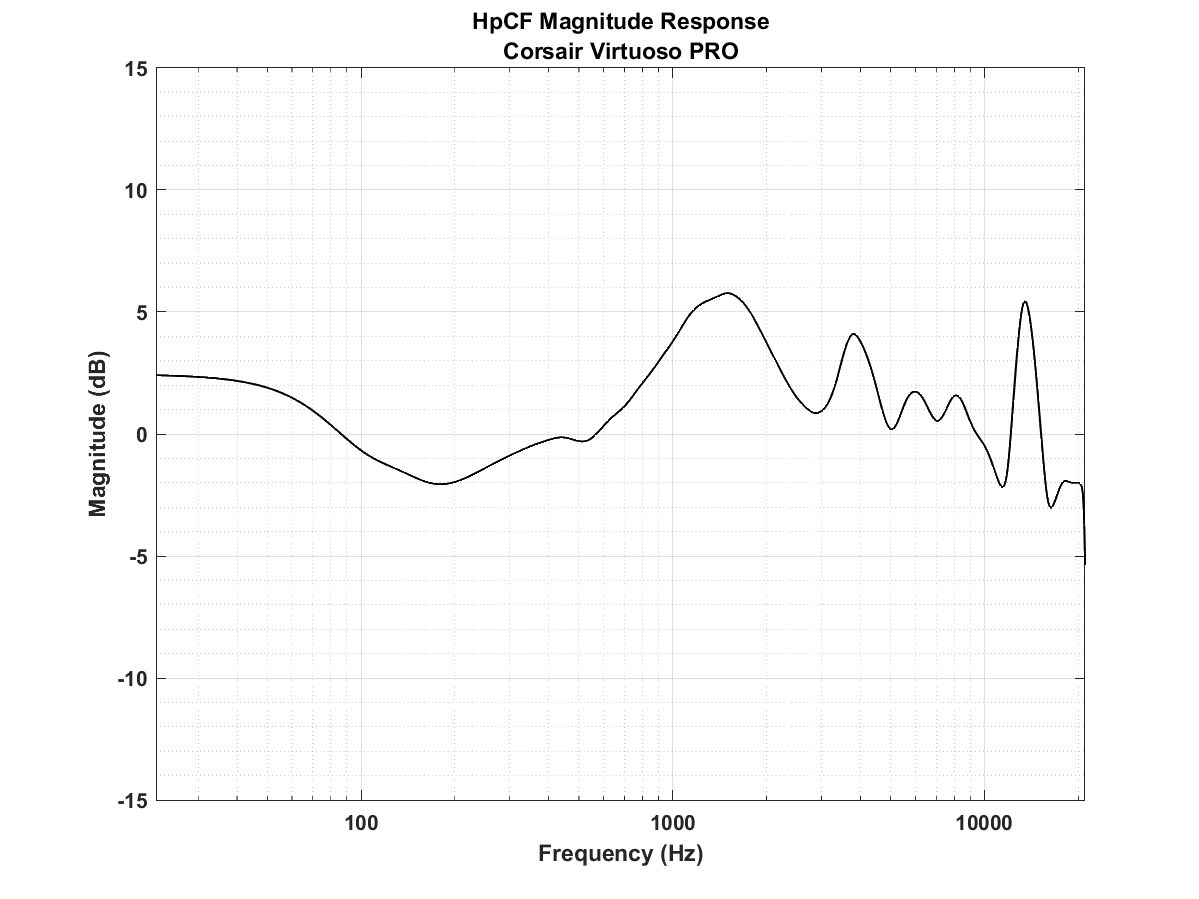 HpCF Magnitude Response
Corsair Virtuoso PRO
15
10
5
0
-5
-10
-15
Magnitude (dB)
100
1000
10000
Frequency (Hz)